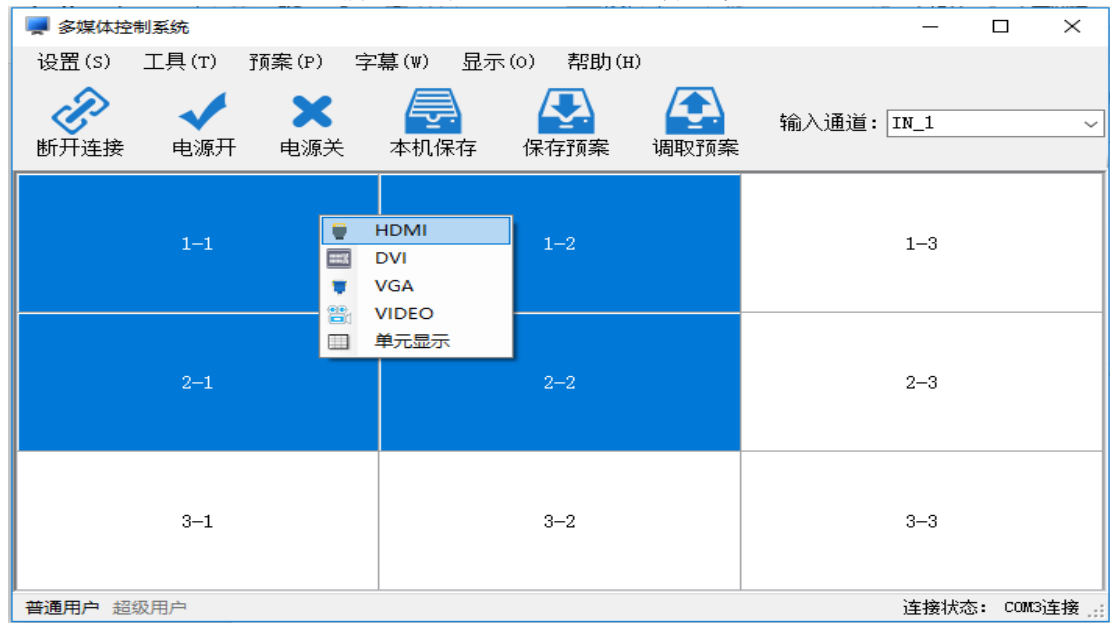 多媒体控制系统
设置(S) 工具(T) 预案(P) 字幕(W) 显示(O) 帮助(H)
断开连接 电源开 电源关 本机保存 保存预案 调取预案 输入通道: IN_1
1-1 1-2 1-3
HDMI
DVI
VGA
VIDEO
单元显示
2-1 2-2 2-3
3-1 3-2 3-3
普通用户 超级用户 连接状态: COM3连接